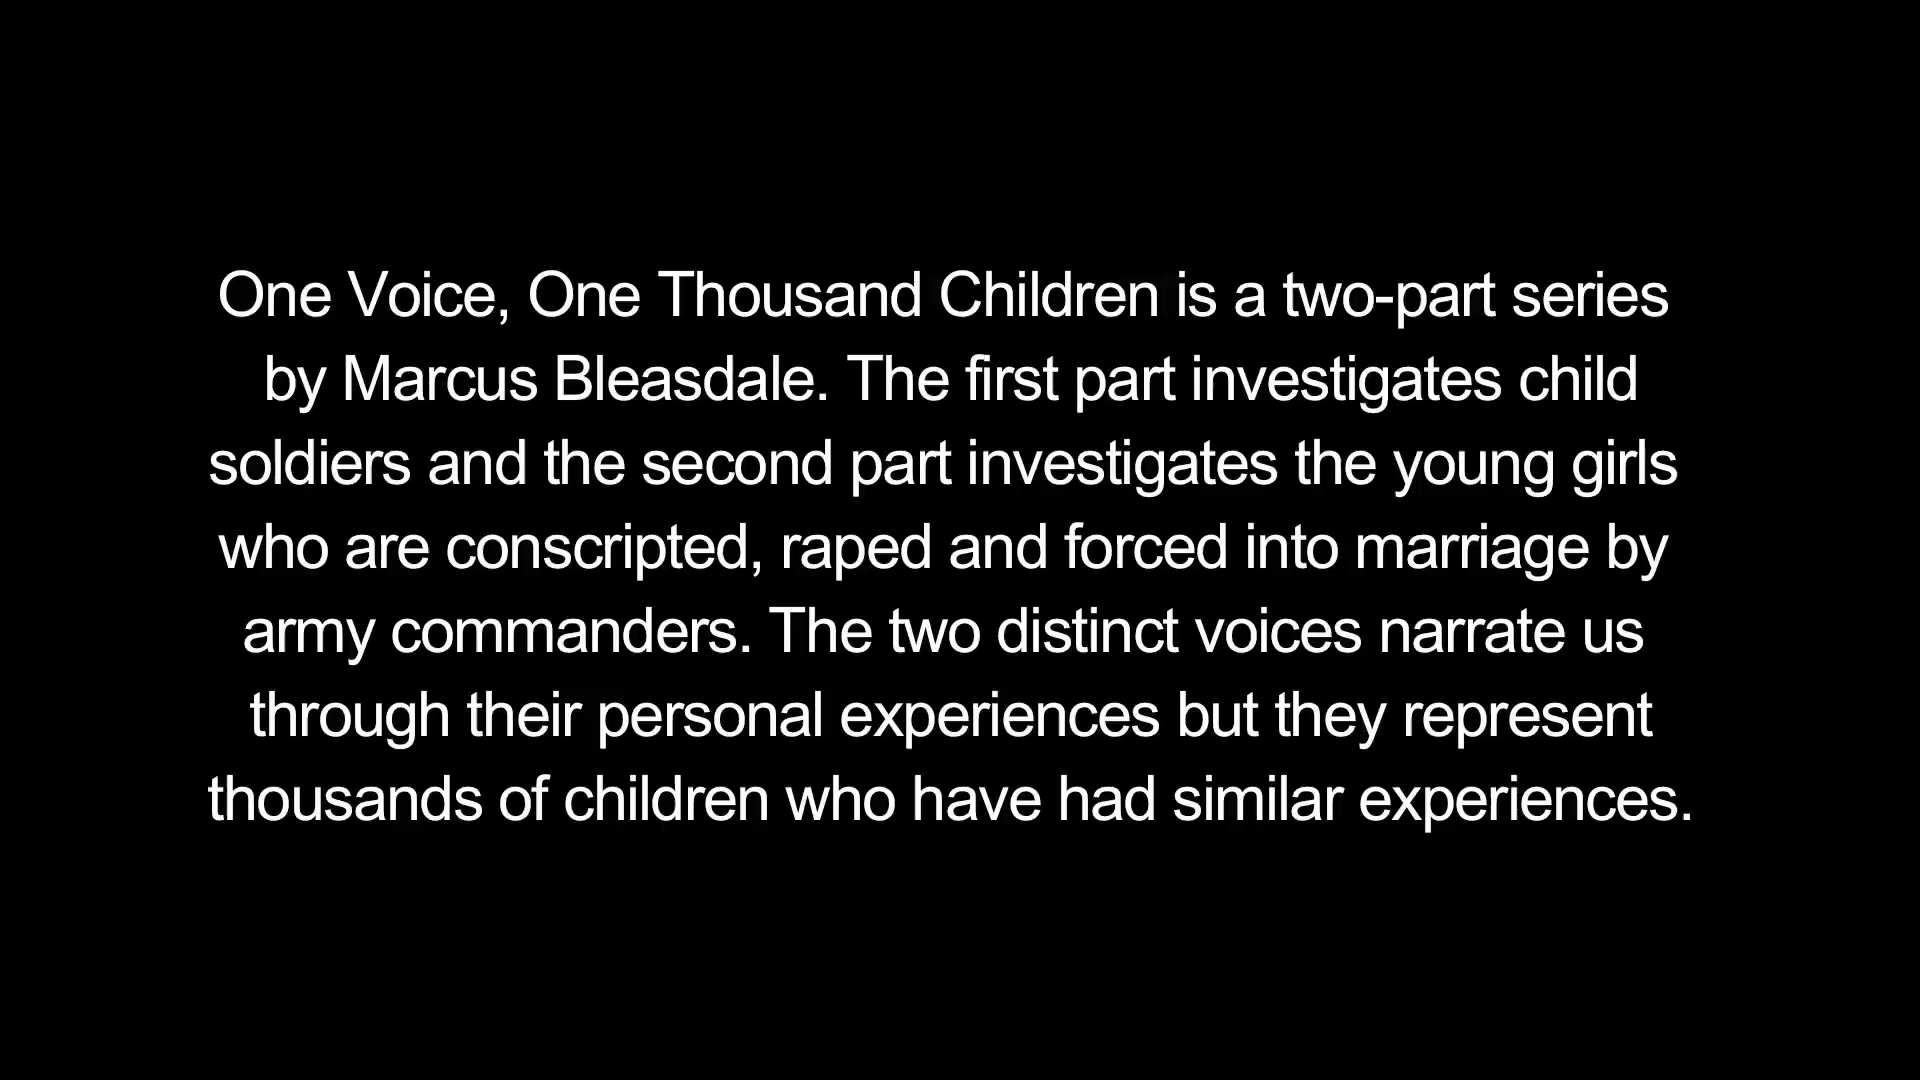 One Voice, One Thousand Children is a two-part series
by Marcus Bleasdale. The first part investigates child
soldiers and the second part investigates the young girls
who are conscripted, raped and forced into marriage by
army commanders. The two distinct voices narrate us
through their personal experiences but they represent
thousands of children who have had similar experiences.